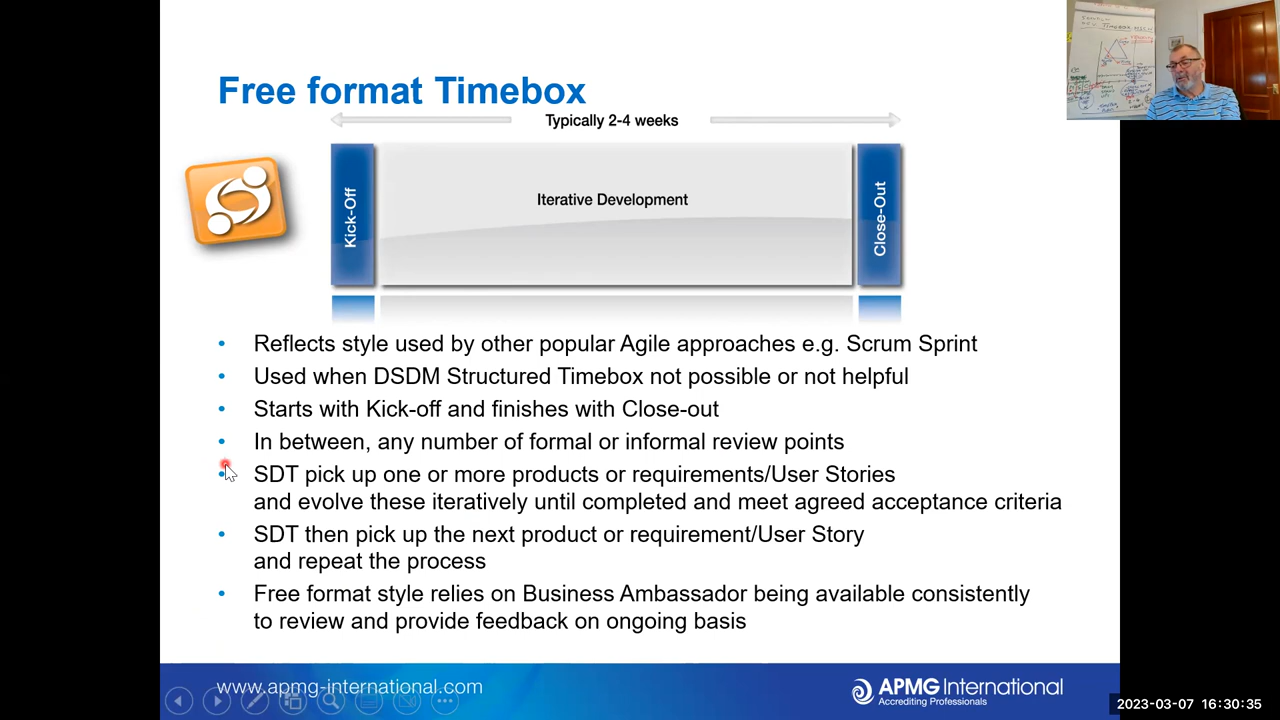 Free format Timebox
Typically 2-4 weeks
Kick-Off
Iterative Development
Close-Out
• Reflects style used by other popular Agile approaches e.g. Scrum Sprint
• Used when DSDM Structured Timebox not possible or not helpful
• Starts with Kick-off and finishes with Close-out
• In between, any number of formal or informal review points
• SDT pick up one or more products or requirements/User Stories
and evolve these iteratively until completed and meet agreed acceptance criteria
• SDT then pick up the next product or requirement/User Story
and repeat the process
• Free format style relies on Business Ambassador being available consistently
to review and provide feedback on ongoing basis
www.apmg-international.com
APMG International
Accrediting Professionals
2023-03-07 16:30:35